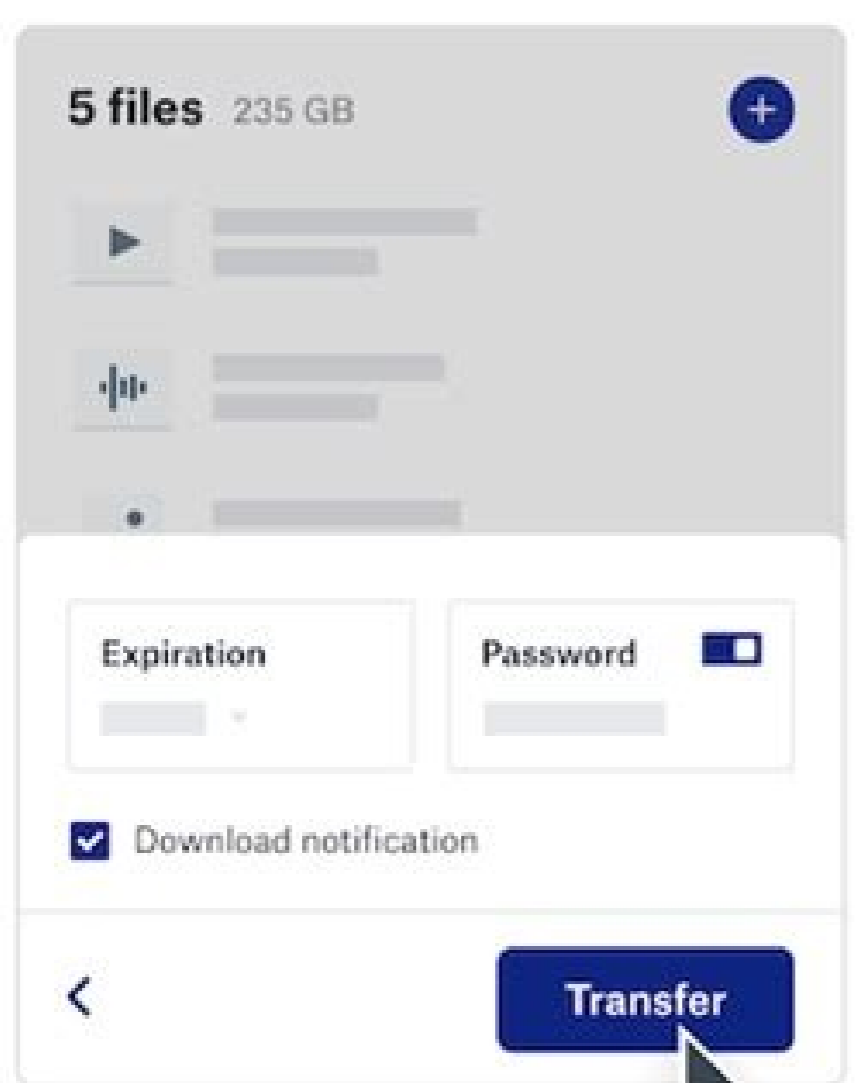 5 files 235 GB
Expiration
Password
Download notification
Transfer